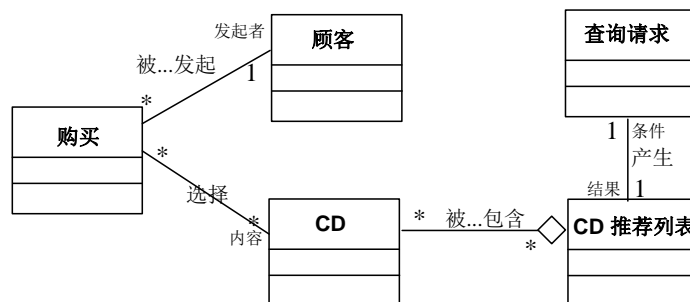 发起者
顾客
查询请求
被...发起
1
*
购买
*
1
条件
产生
选择
结果
1
*
内容
CD
*
被...包含
*
CD 推荐列表